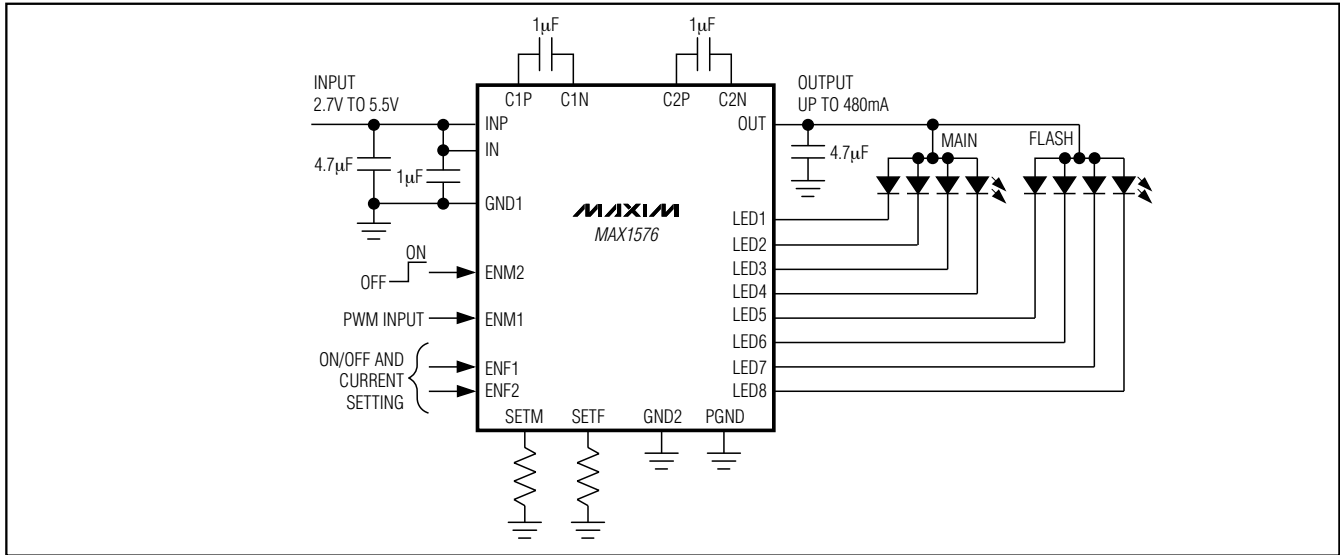 1µF
1µF
INPUT
2.7V TO 5.5V
OUTPUT
UP TO 480mA
C1P
C1N
C2P
C2N
INP
OUT
IN
MAIN
FLASH
4.7µF
1µF
4.7µF
GND1
MAXIM
MAX1576
LED1
LED2
LED3
LED4
LED5
LED6
LED7
LED8
ON
OFF
ENM2
PWM INPUT
ENM1
ON/OFF AND
CURRENT
SETTING
ENF1
ENF2
SETM
SETF
GND2
PGND